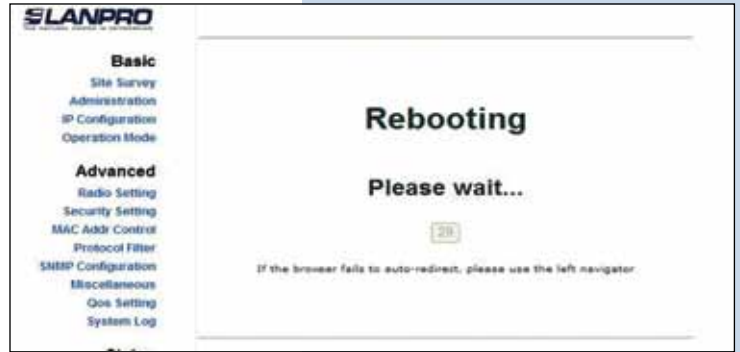 LANPRO
Basic
Site Survey
Administration
IP Configuration
Operation Mode
Advanced
Radio Setting
Security Setting
MAC Addr Control
Protocol Filter
SNMP Configuration
Miscellaneous
Qos Setting
System Log
Rebooting
Please wait...
29
If the browser fails to auto-redirect, please use the left navigator